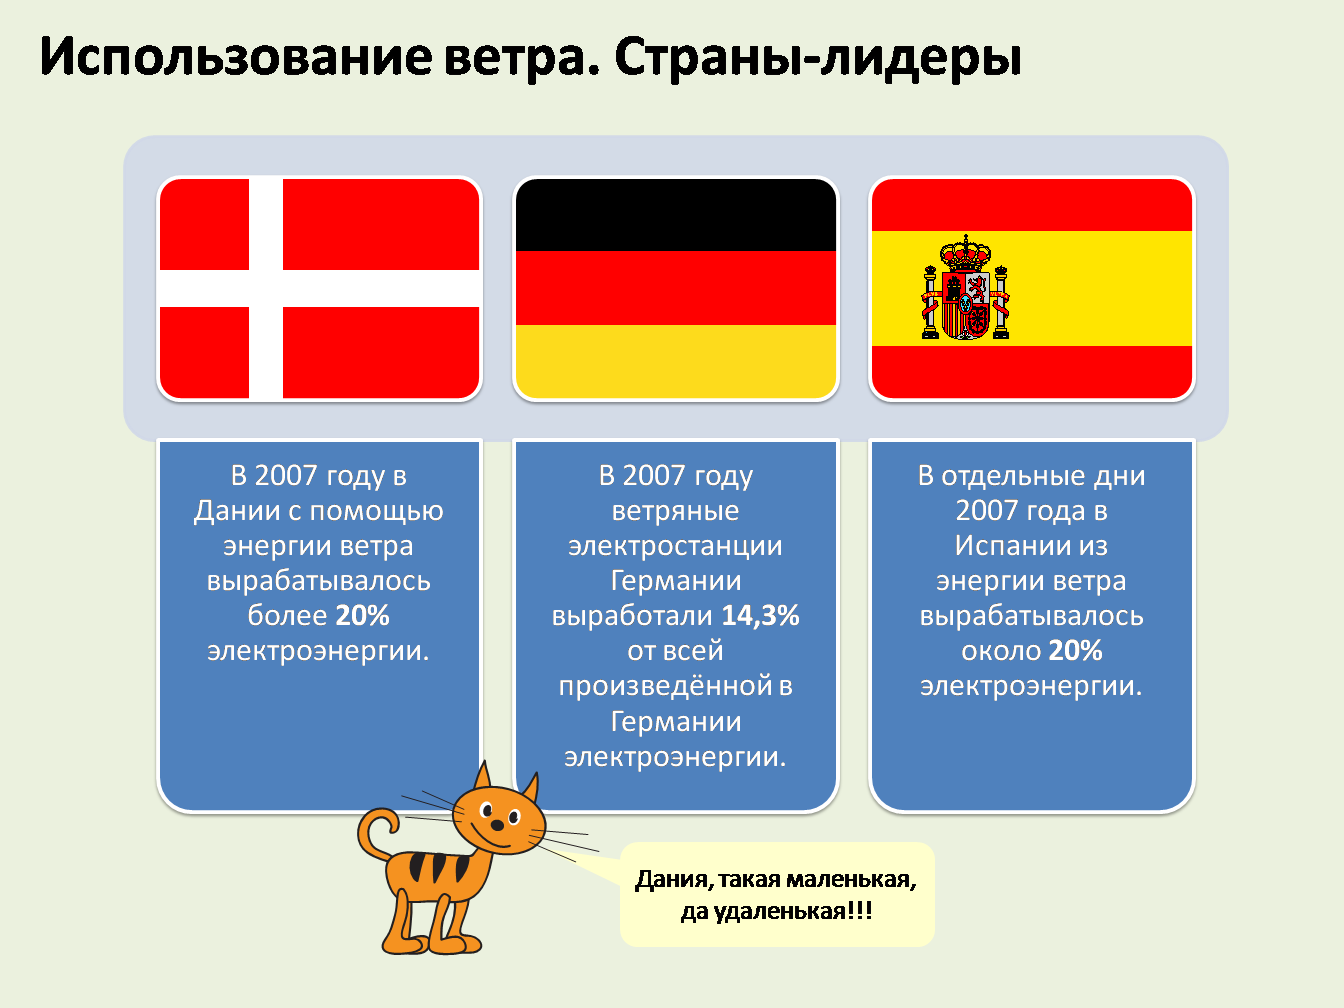 Использование ветра. Страны-лидеры
В 2007 году в
Дании с помощью
энергии ветра
вырабатывалось
более 20%
электроэнергии.
В 2007 году
ветряные
электростанции
Германии
выработали 14,3%
от всей
произведённой в
Германии
электроэнергии.
В отдельные дни
2007 года в
Испании из
энергии ветра
вырабатывалось
около 20%
электроэнергии.
Дания, такая маленькая,
да удаленькая!!!